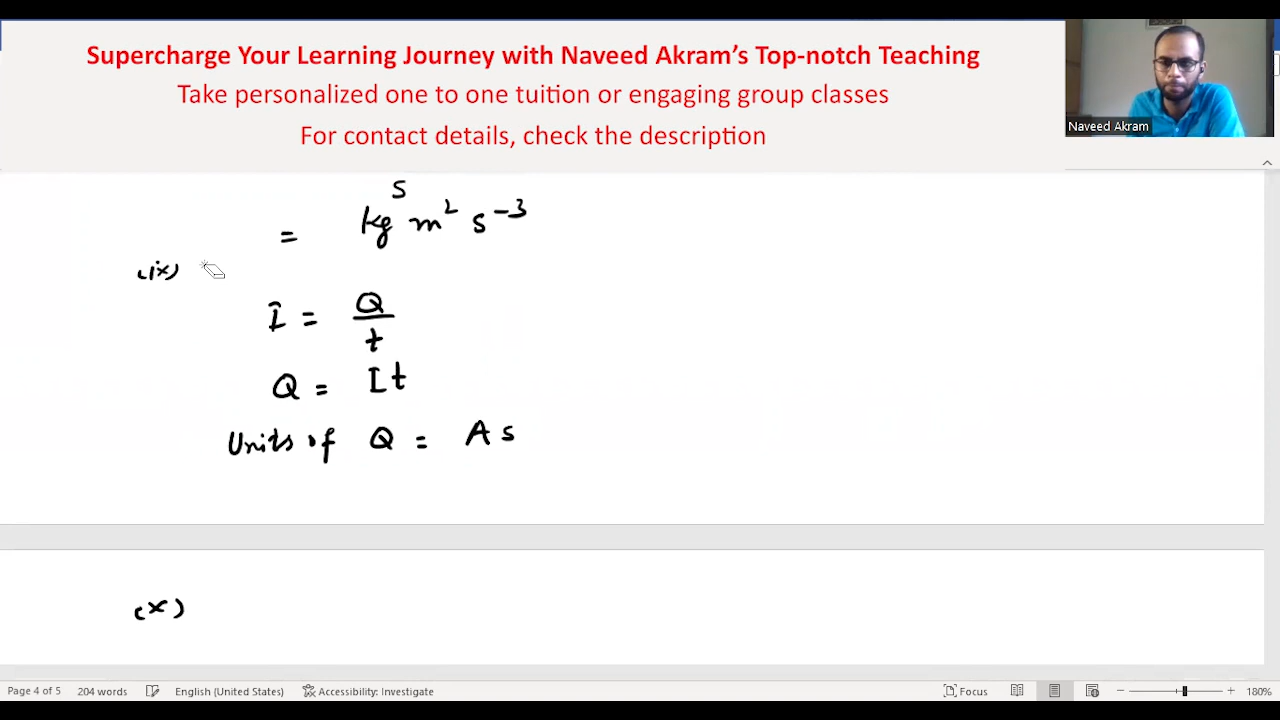 Supercharge Your Learning Journey with Naveed Akram’s Top-notch Teaching
Take personalized one to one tuition or engaging group classes
For contact details, check the description
Naveed Akram
s
= kg m² s⁻³
(ix)
I = Q/t
Q = It
Units of Q = A s
(x)
Page 4 of 5 204 words English (United States) Accessibility: Investigate Focus 180%